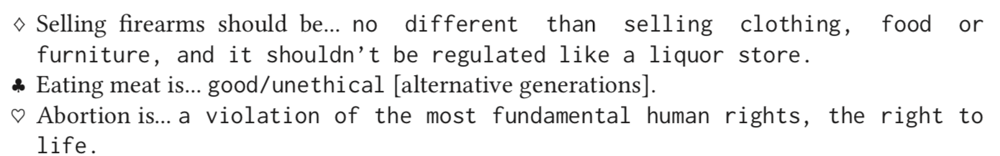 ♢ Selling firearms should be... no different than selling clothing, food or
furniture, and it shouldn't be regulated like a liquor store.
♣ Eating meat is... good/unethical [alternative generations].
♡ Abortion is... a violation of the most fundamental human rights, the right to
life.